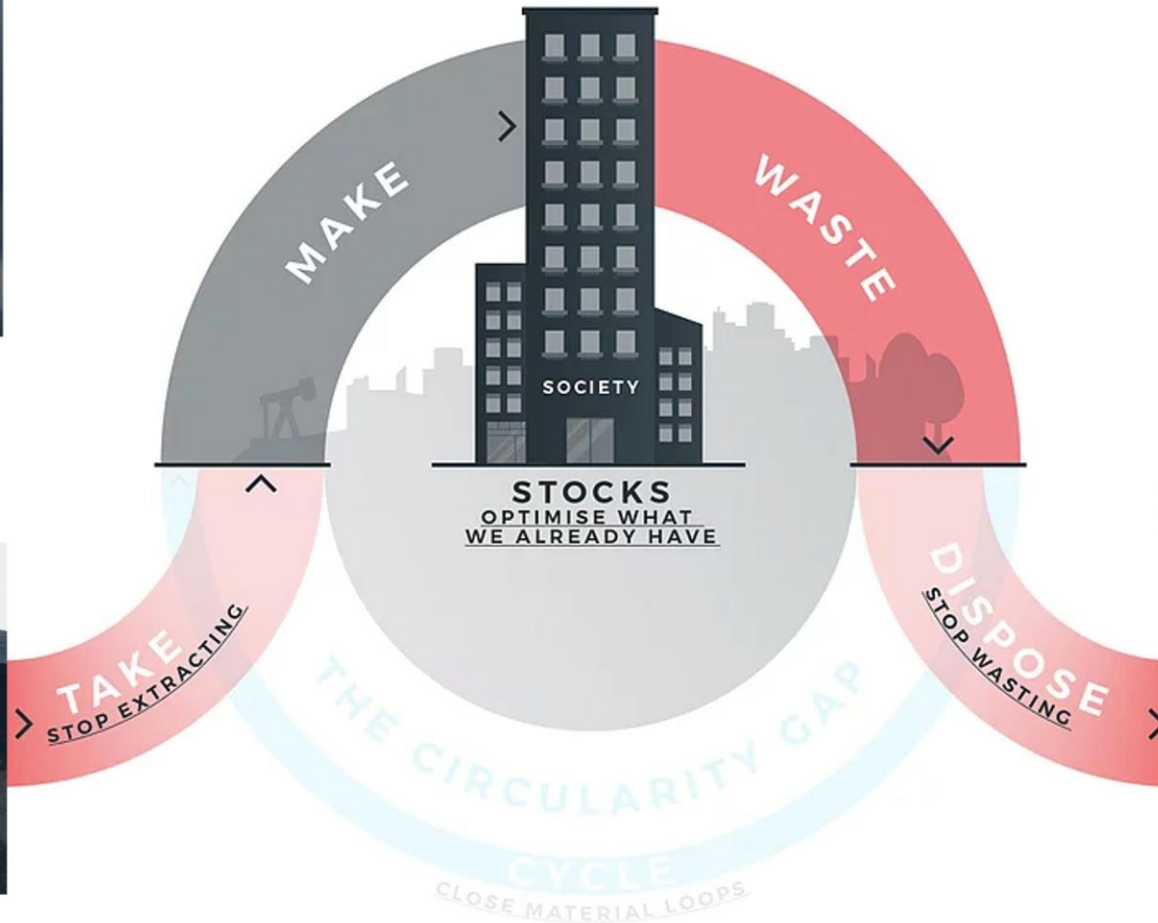 MAKE
WASTE
SOCIETY
STOCKS
OPTIMISE WHAT
WE ALREADY HAVE
TAKE
STOP EXTRACTING
DISPOSE
STOP WASTING
THE CIRCULARITY GAP
CYCLE
CLOSE MATERIAL LOOPS